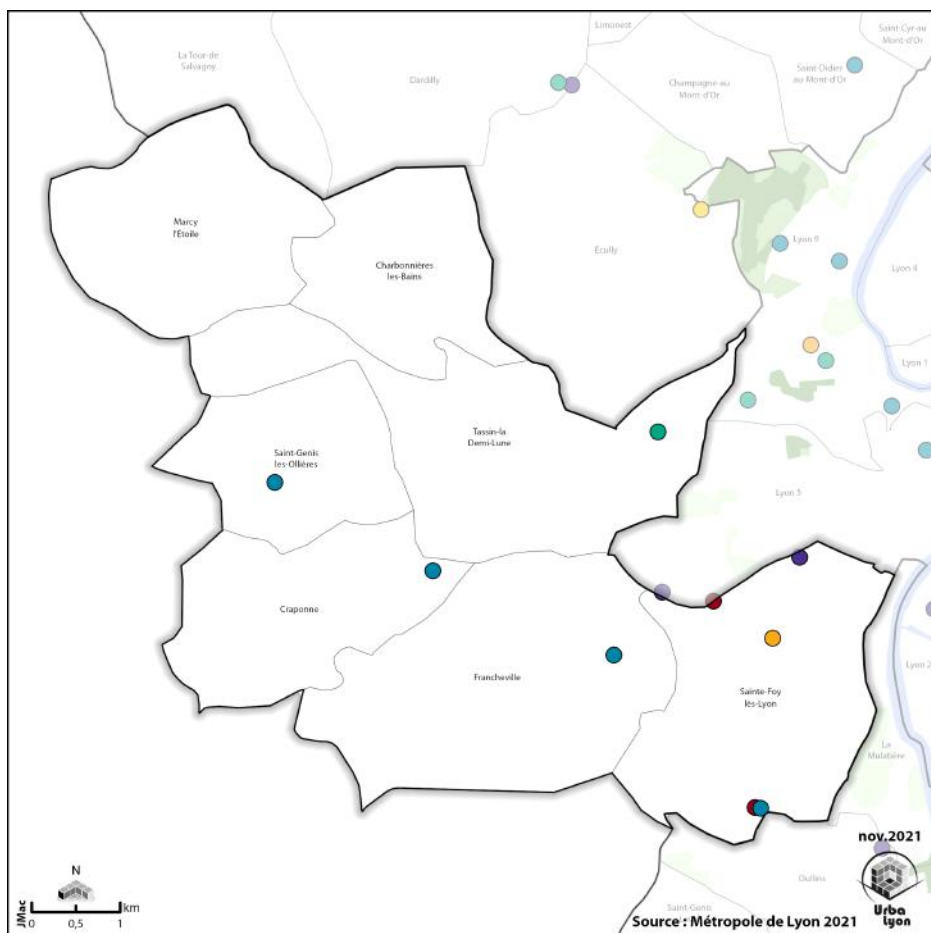 Limonest
Saint-Cyr-au
Mont-d'Or
La Tour-de
Salvagny
Dardilly
Champagne-au
Mont-d'Or
Saint-Didier
au Mont-d'Or
Marcy
l'Étoile
Charbonnières
les-Bains
Écully
Lyon 9
Lyon 4
Lyon 1
Tassin-la
Demi-Lune
Saint-Genis
les-Ollières
Lyon 5
Craponne
Francheville
Sainte-Foy
lès-Lyon
Lyon 2
La
Mulatière
nov.2021
Oullins
Saint-Genis
N
JMac
0 0,5 1 km
Source : Métropole de Lyon 2021
Urba
Lyon